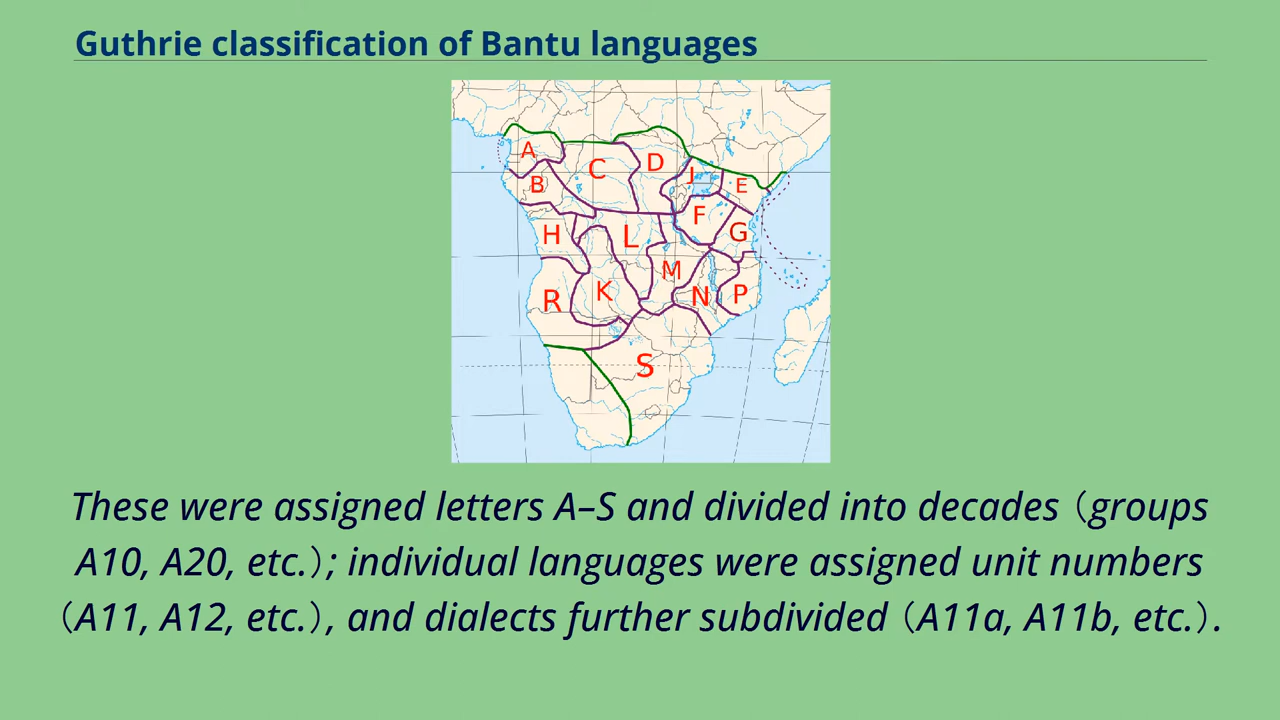 Guthrie classification of Bantu languages
A
B
C
D
J
E
F
G
H
L
M
K
N
P
R
S
These were assigned letters A–S and divided into decades (groups
A10, A20, etc.); individual languages were assigned unit numbers
(A11, A12, etc.), and dialects further subdivided (A11a, A11b, etc.).